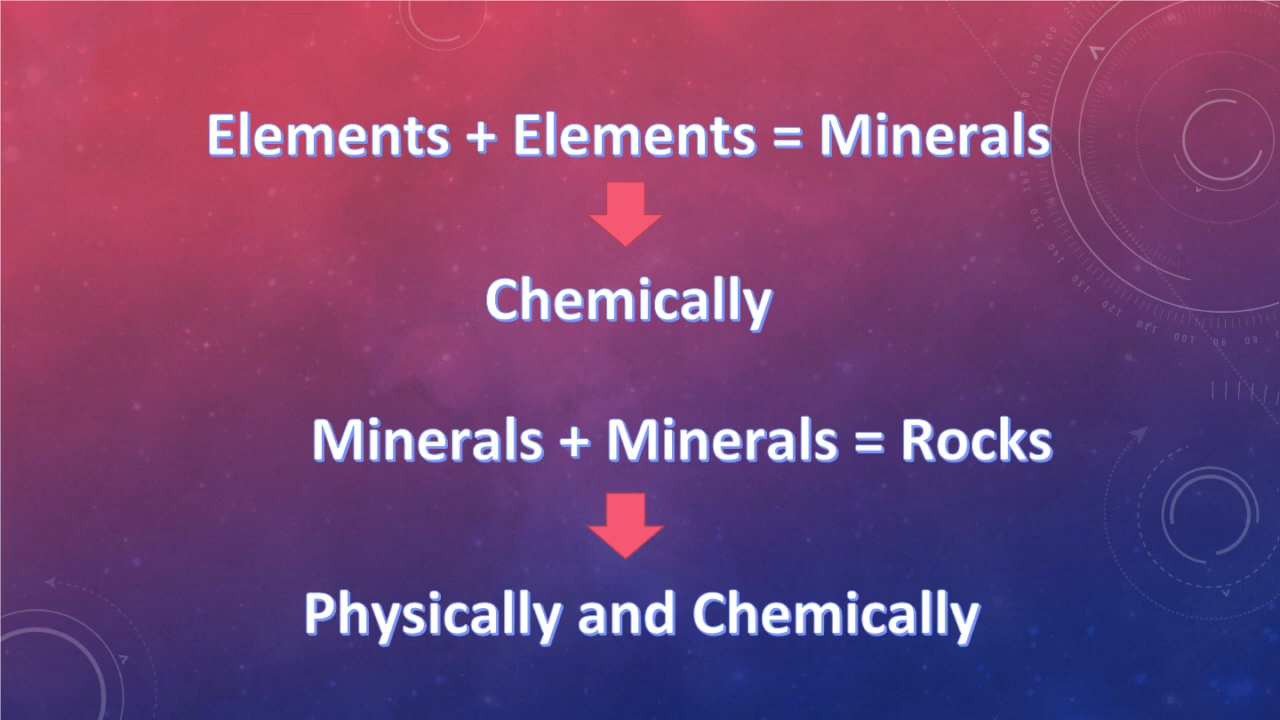 Elements + Elements = Minerals
Chemically
Minerals + Minerals = Rocks
Physically and Chemically